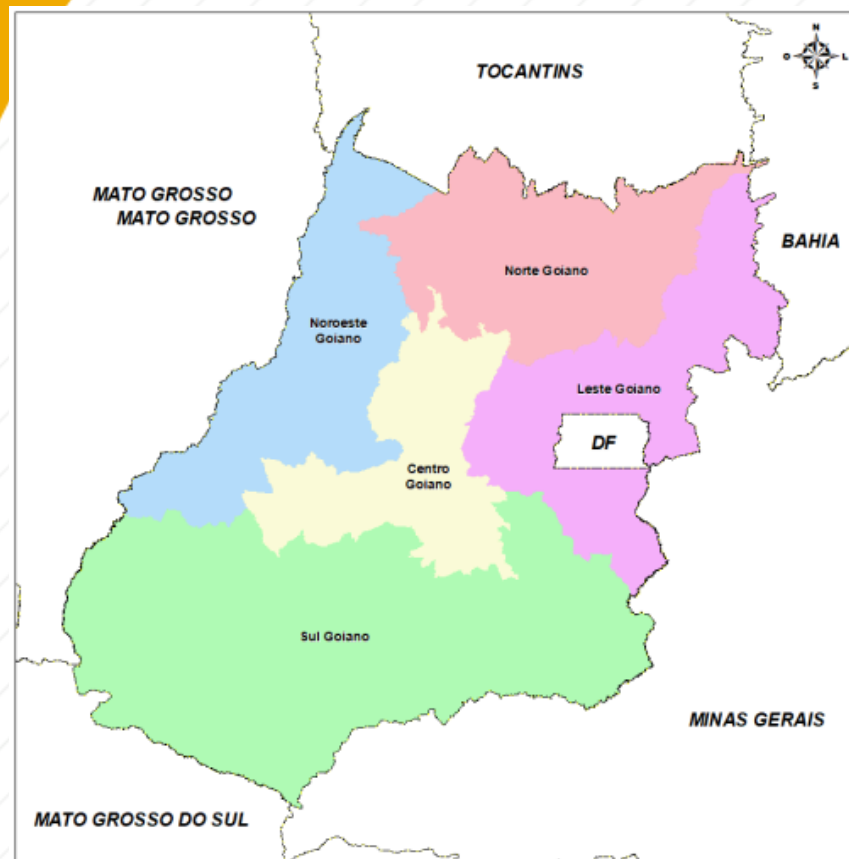 N
O L
S
TOCANTINS
MATO GROSSO
MATO GROSSO
BAHIA
Norte Goiano
Noroeste
Goiano
Leste Goiano
DF
Centro
Goiano
Sul Goiano
MINAS GERAIS
MATO GROSSO DO SUL